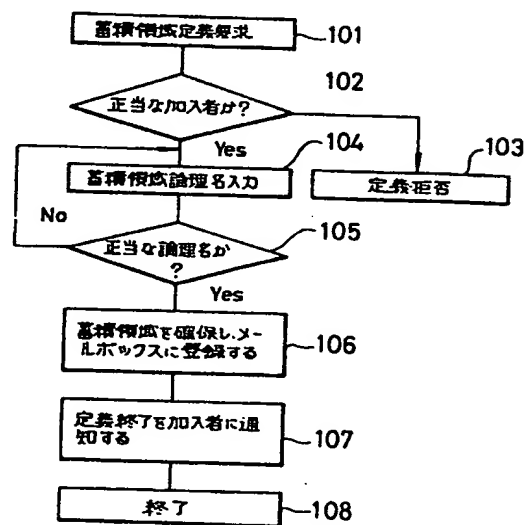 蓄積領域定義要求
101
102
正当な加入者か?
Yes
104
103
蓄積領域論理名入力
定義拒否
No
105
正当な論理名か
?
Yes
蓄積領域を確保し、メー
ルボックスに登録する
106
定義終了を加入者に通
知する
107
終了
108